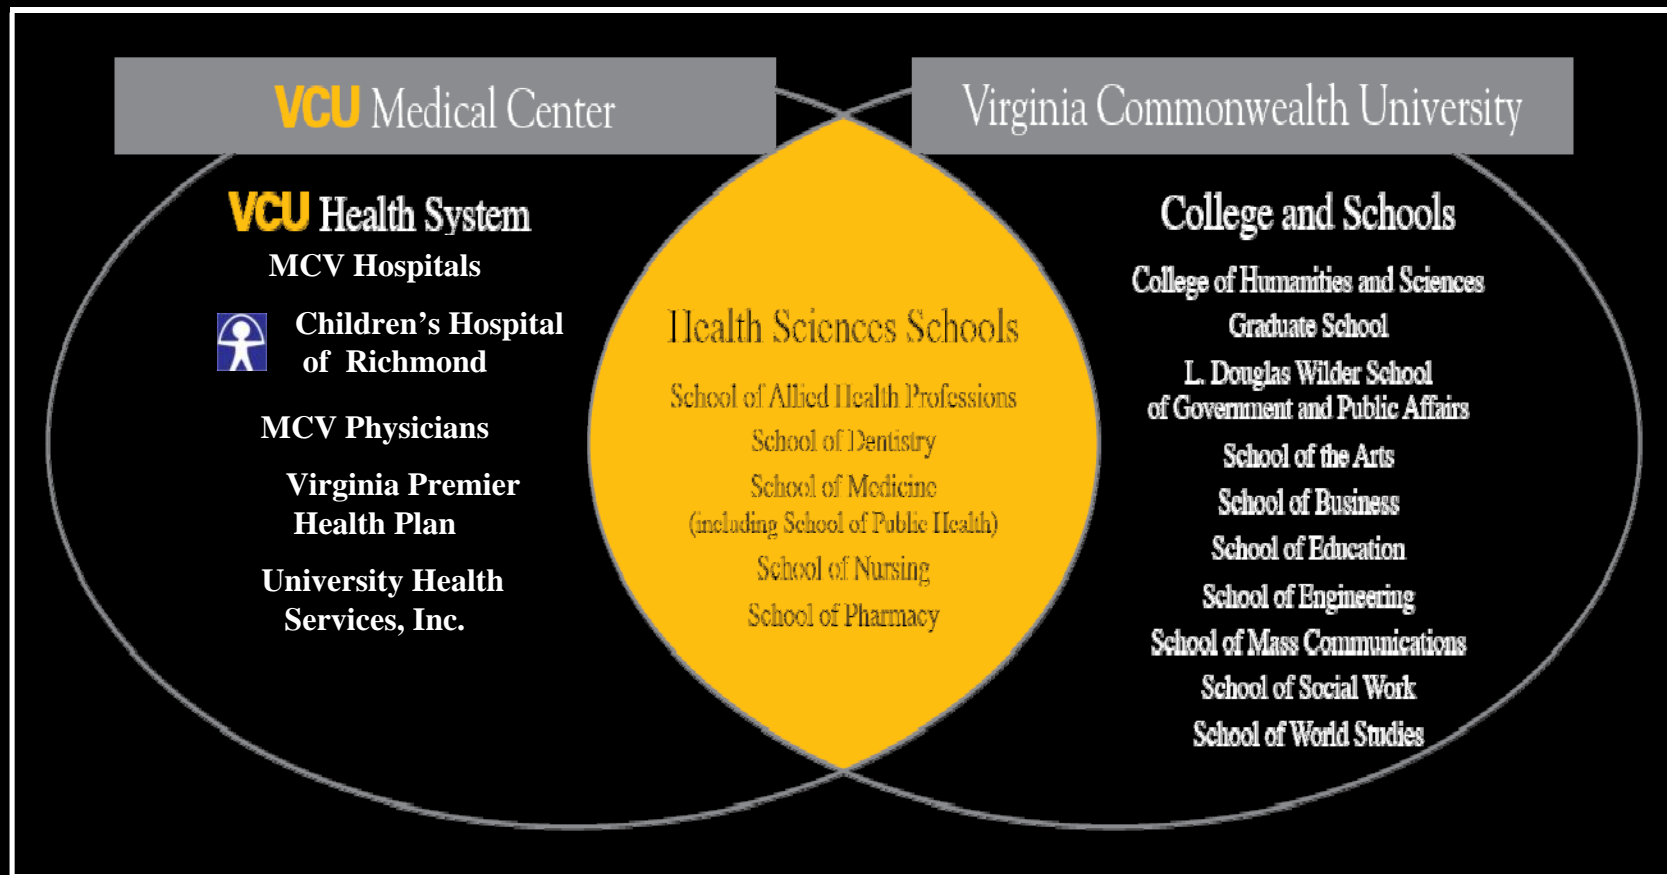 VCU Medical Center
Virginia Commonwealth University
VCU Health System
MCV Hospitals
Children's Hospital
of Richmond
MCV Physicians
Virginia Premier
Health Plan
University Health
Services, Inc.
Health Sciences Schools
School of Allied Health Professions
School of Dentistry
School of Medicine
(including School of Public Health)
School of Nursing
School of Pharmacy
College and Schools
College of Humanities and Sciences
Graduate School
L. Douglas Wilder School
of Government and Public Affairs
School of the Arts
School of Business
School of Education
School of Engineering
School of Mass Communications
School of Social Work
School of World Studies